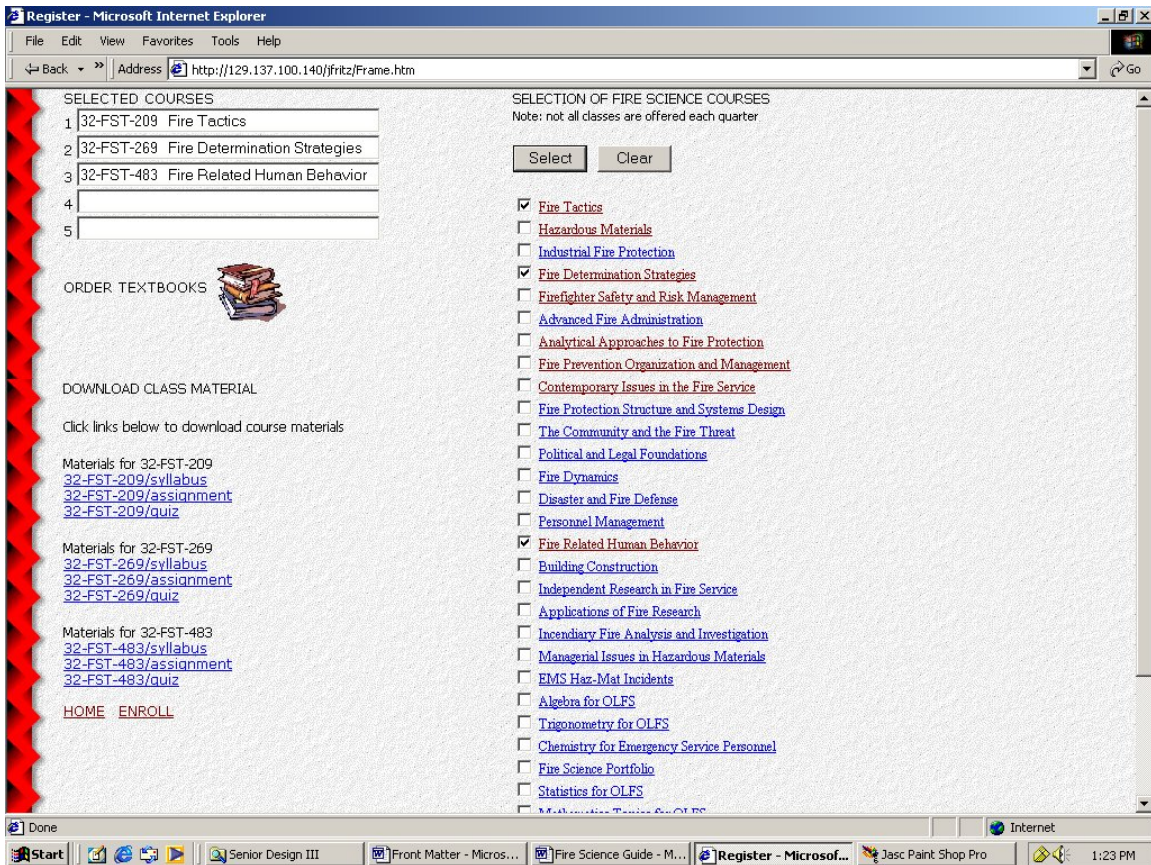 Register - Microsoft Internet Explorer
File Edit View Favorites Tools Help
Back » Address http://129.137.100.140/jfritz/Frame.htm Go
SELECTED COURSES
1 32-FST-209 Fire Tactics
2 32-FST-269 Fire Determination Strategies
3 32-FST-483 Fire Related Human Behavior
4
5
ORDER TEXTBOOKS
DOWNLOAD CLASS MATERIAL
Click links below to download course materials
Materials for 32-FST-209
32-FST-209/syllabus
32-FST-209/assignment
32-FST-209/quiz
Materials for 32-FST-269
32-FST-269/syllabus
32-FST-269/assignment
32-FST-269/quiz
Materials for 32-FST-483
32-FST-483/syllabus
32-FST-483/assignment
32-FST-483/quiz
HOME ENROLL
SELECTION OF FIRE SCIENCE COURSES
Note: not all classes are offered each quarter
Select Clear
Fire Tactics
Hazardous Materials
Industrial Fire Protection
Fire Determination Strategies
Firefighter Safety and Risk Management
Advanced Fire Administration
Analytical Approaches to Fire Protection
Fire Prevention Organization and Management
Contemporary Issues in the Fire Service
Fire Protection Structure and Systems Design
The Community and the Fire Threat
Political and Legal Foundations
Fire Dynamics
Disaster and Fire Defense
Personnel Management
Fire Related Human Behavior
Building Construction
Independent Research in Fire Service
Applications of Fire Research
Incendiary Fire Analysis and Investigation
Managerial Issues in Hazardous Materials
EMS Haz-Mat Incidents
Algebra for OLFS
Trigonometry for OLFS
Chemistry for Emergency Service Personnel
Fire Science Portfolio
Statistics for OLFS
Mathematics Topics for OLFS
Done Internet
Start Senior Design III Front Matter - Micros... Fire Science Guide - M... Register - Microsof... Jasc Paint Shop Pro 1:23 PM